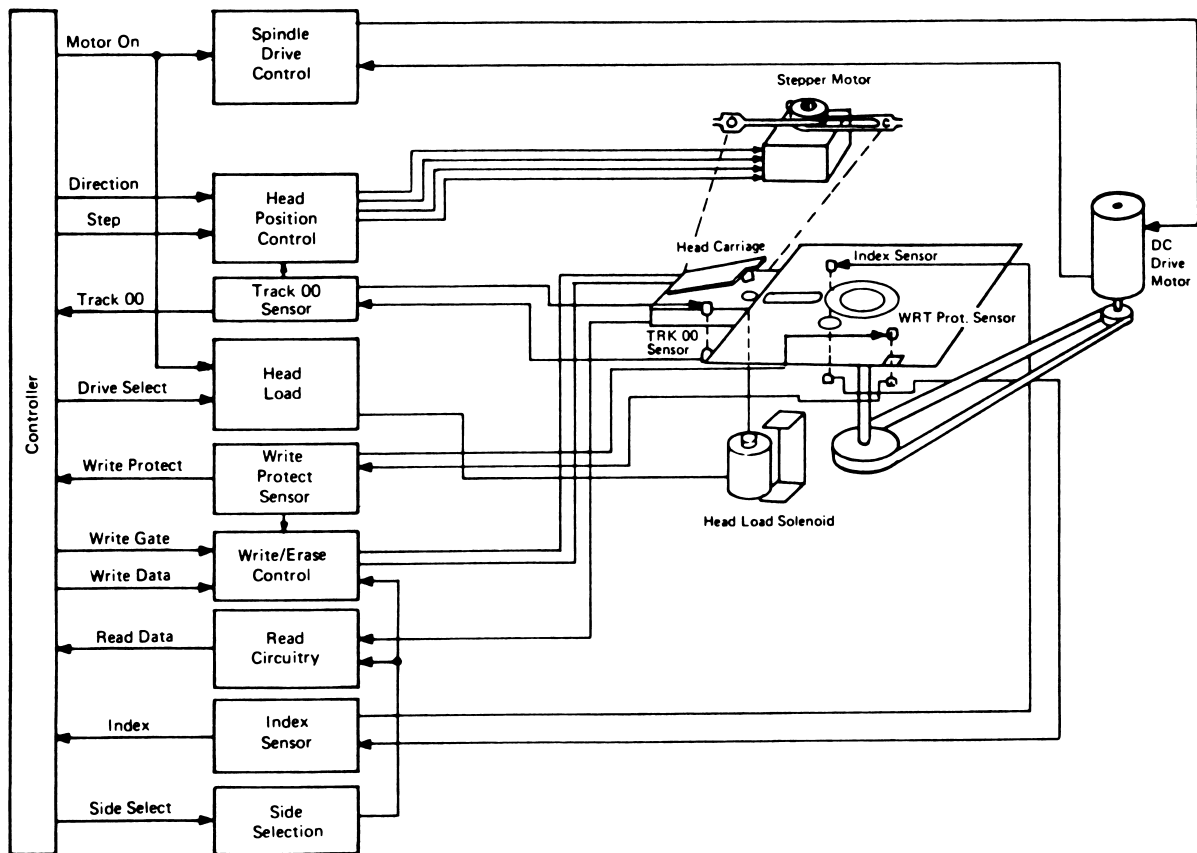 Controller
Motor On
Spindle
Drive
Control
Stepper Motor
Direction
Step
Head
Position
Control
Head Carriage
Index Sensor
DC
Drive
Motor
Track 00
Track 00
Sensor
TRK 00
Sensor
WRT Prot. Sensor
Drive Select
Head
Load
Write Protect
Write
Protect
Sensor
Head Load Solenoid
Write Gate
Write Data
Write/Erase
Control
Read Data
Read
Circuitry
Index
Index
Sensor
Side Select
Side
Selection